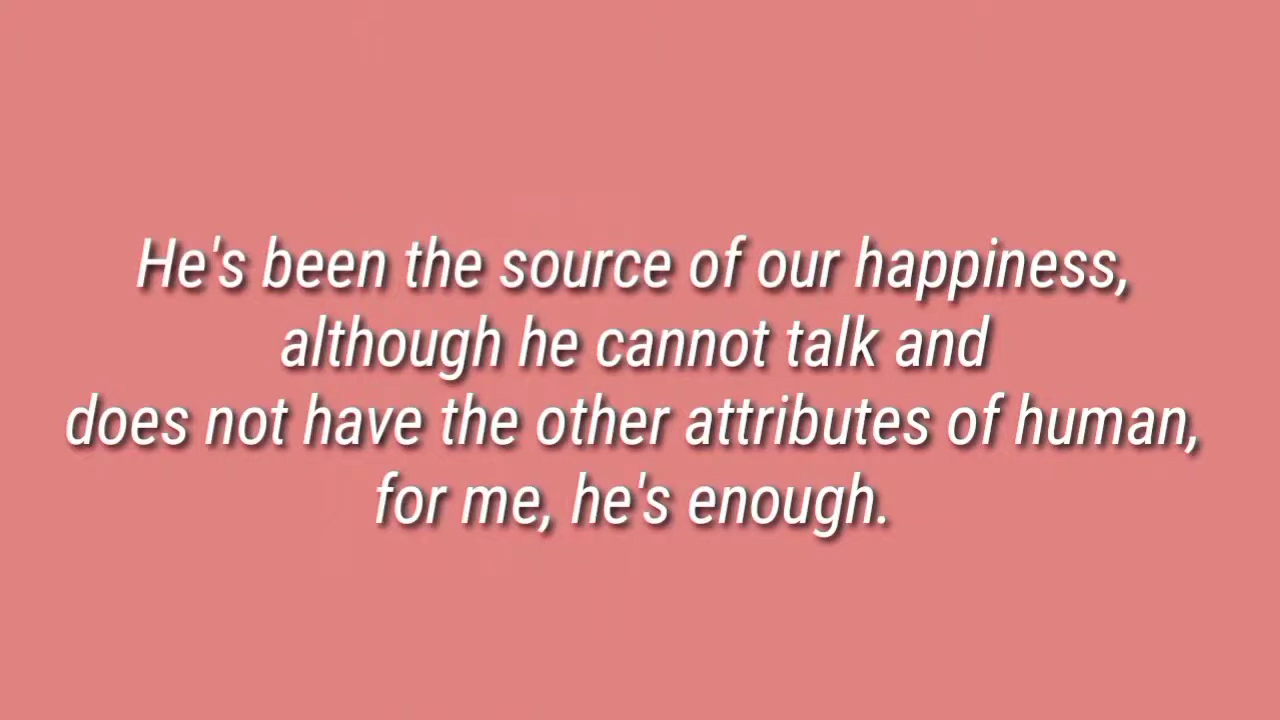 He's been the source of our happiness,
although he cannot talk and
does not have the other attributes of human,
for me, he's enough.